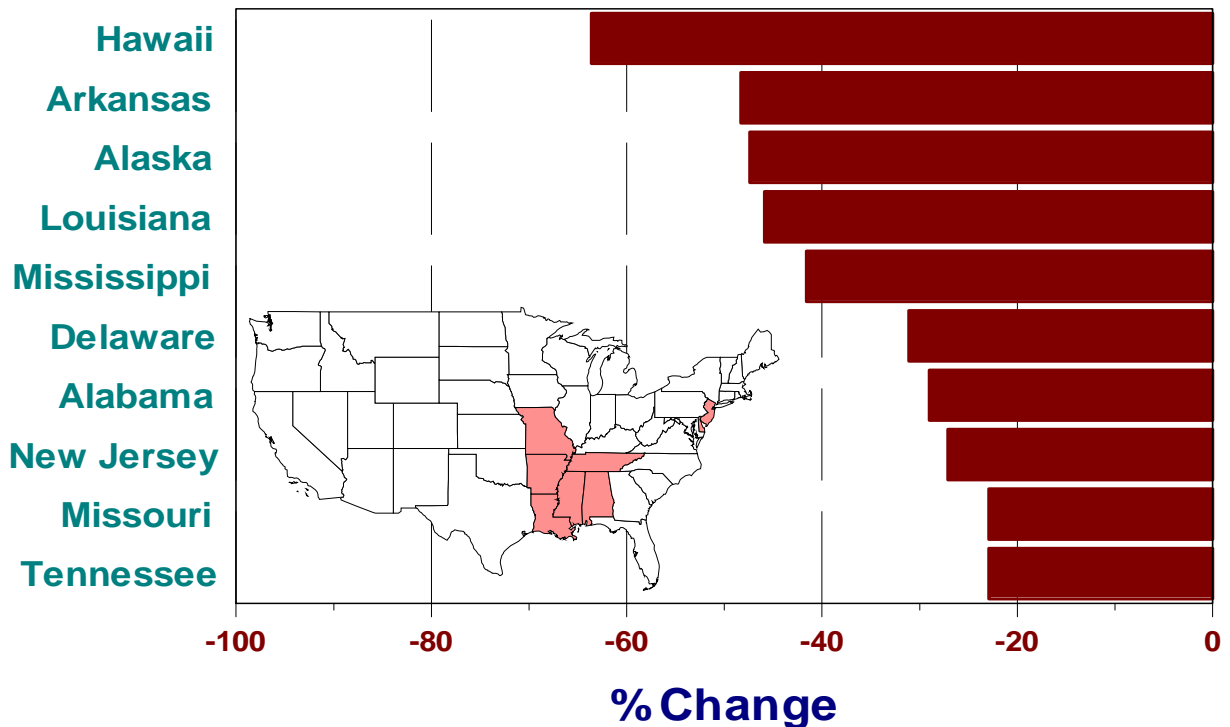 Hawaii
Arkansas
Alaska
Louisiana
Mississippi
Delaware
Alabama
New Jersey
Missouri
Tennessee
-100 -80 -60 -40 -20 0
% Change